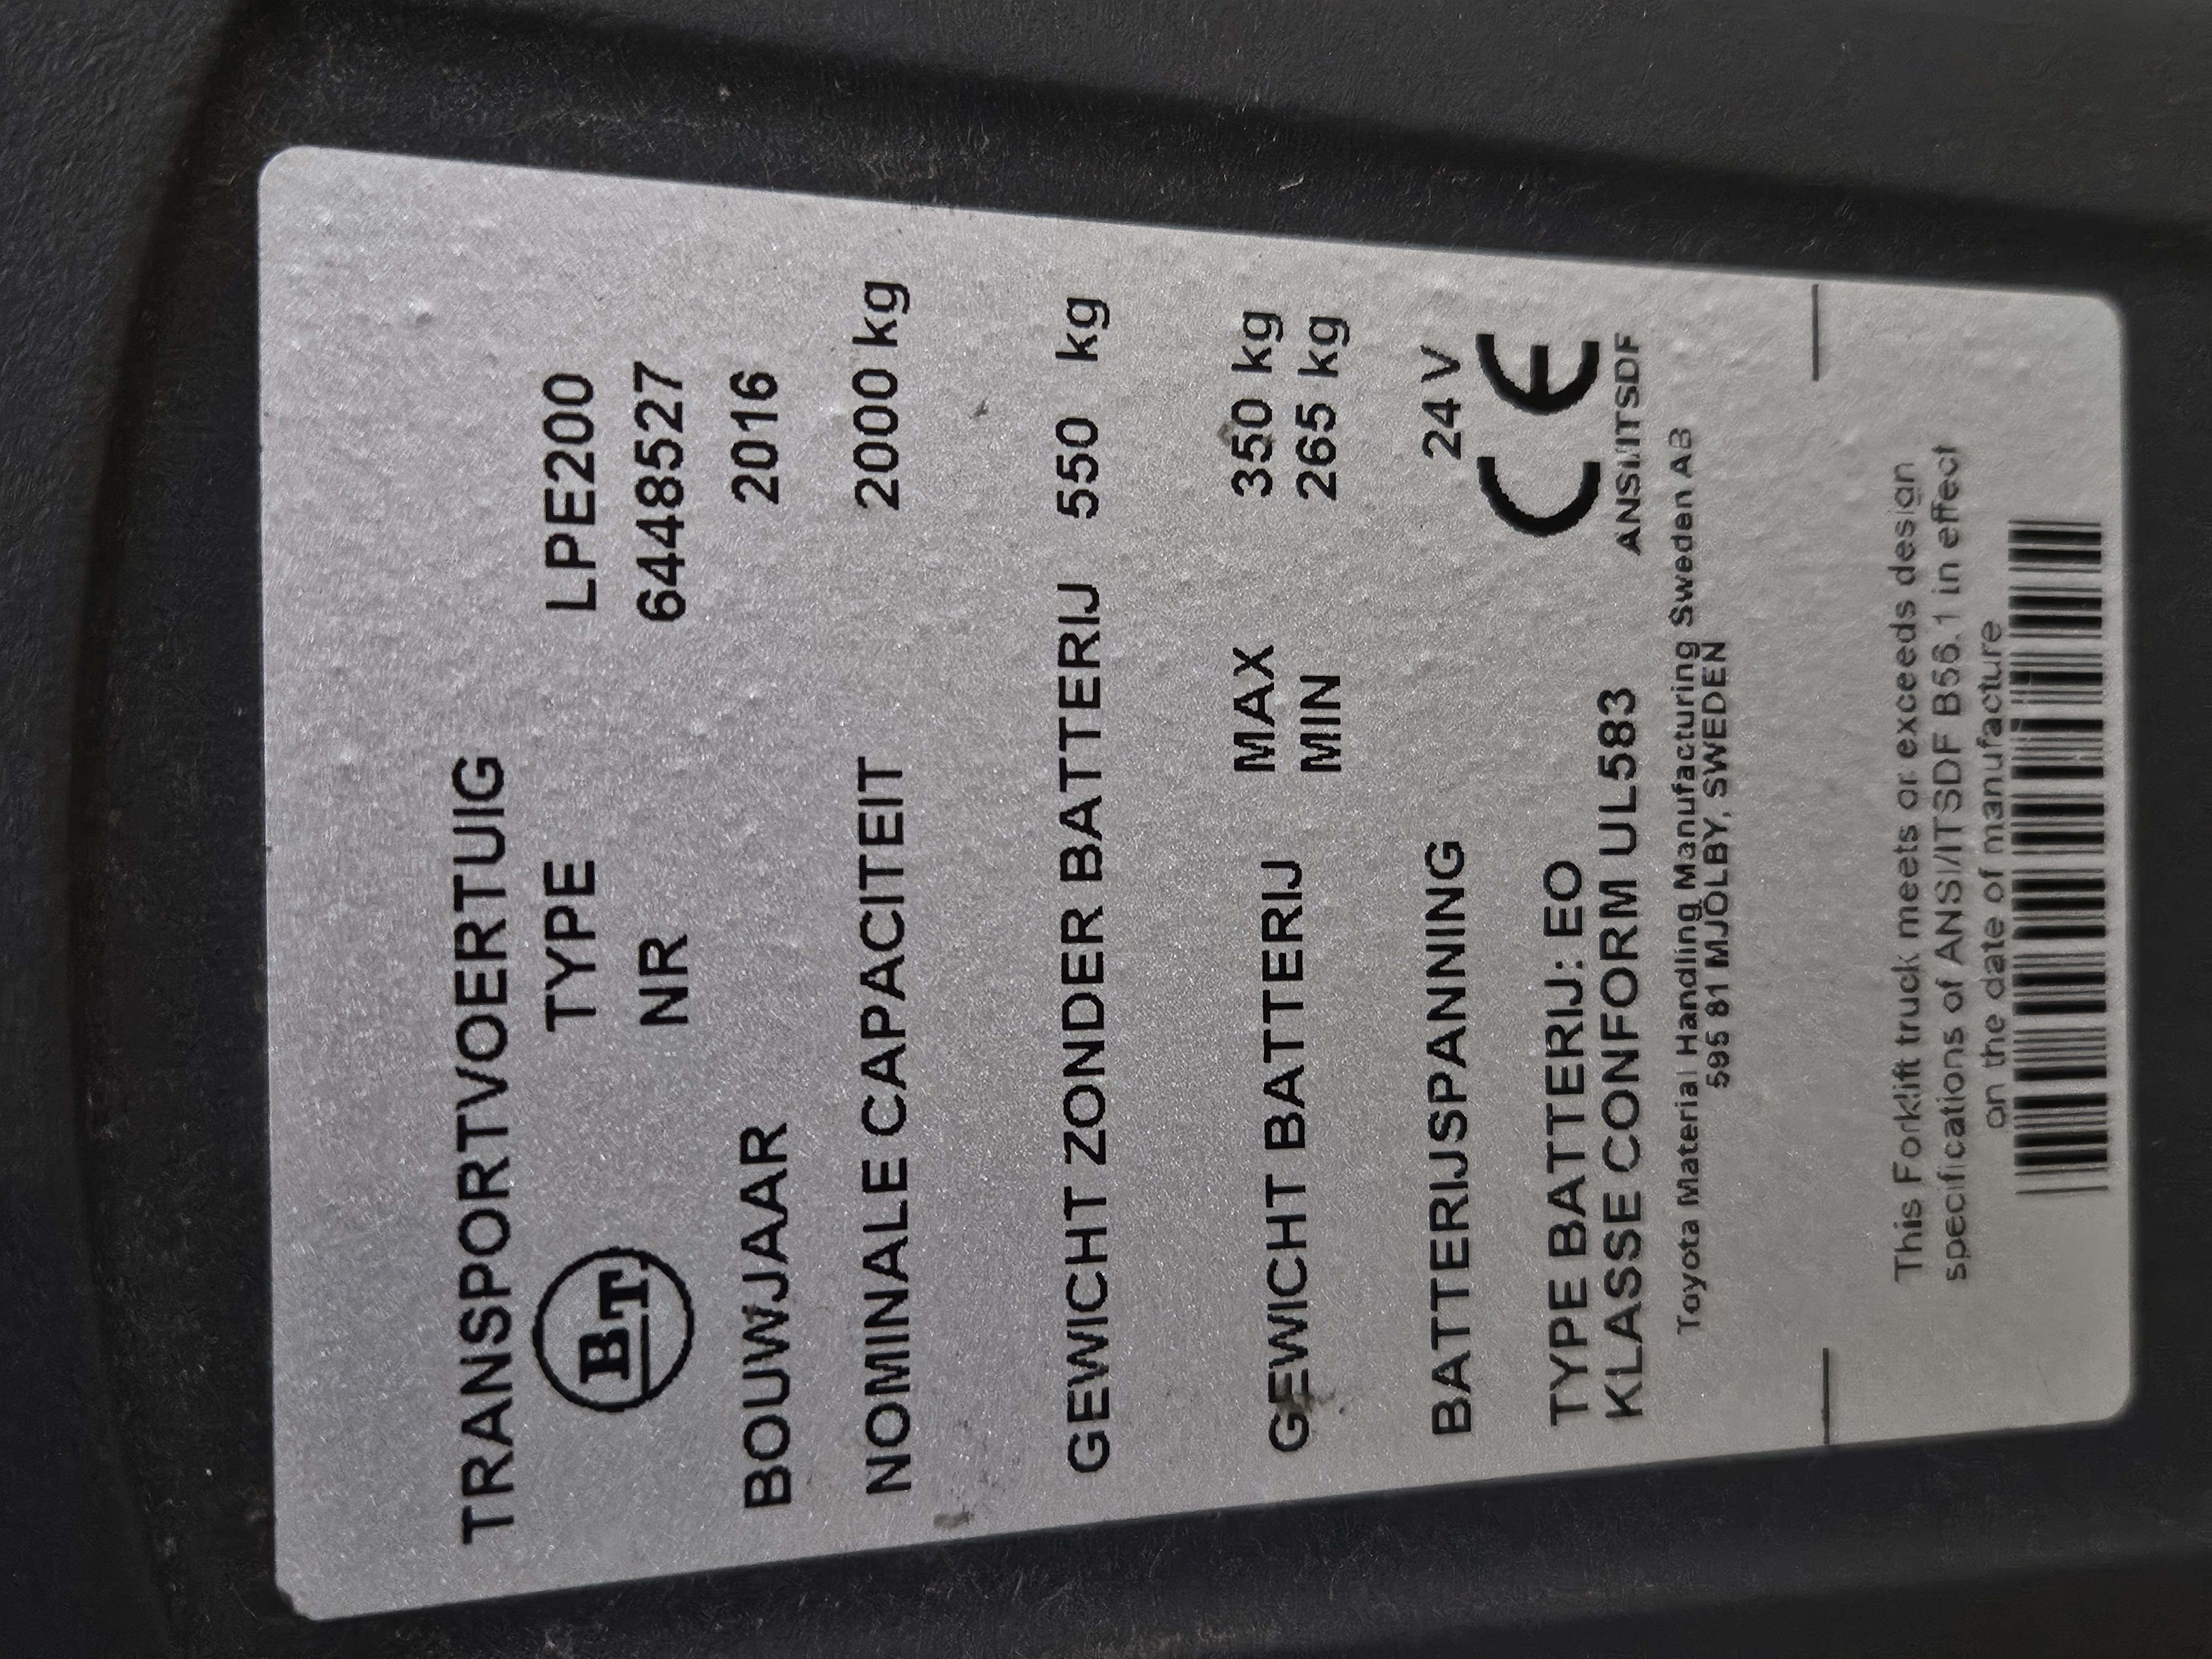 TRANSPORTVOERTUIG
BT TYPE LPE200
NR 6448527
BOUWJAAR 2016
NOMINALE CAPACITEIT 2000 kg
GEWICHT ZONDER BATTERIJ 550 kg
GEWICHT BATTERIJ MAX 350 kg
MIN 265 kg
BATTERIJSPANNING 24 V
TYPE BATTERIJ: EO
KLASSE CONFORM UL583
CE
ANSI/ITSDF
Toyota Material Handling Manufacturing Sweden AB
595 81 MJÖLBY, SWEDEN
This Forklift truck meets or exceeds design
specifications of ANSI/ITSDF B56.1 in effect
on the date of manufacture